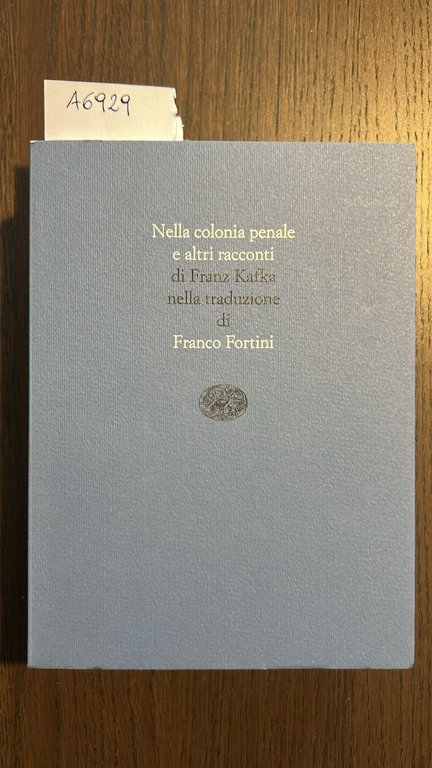 A6929
Nella colonia penale
e altri racconti
di Franz Kafka
nella traduzione
di
Franco Fortini